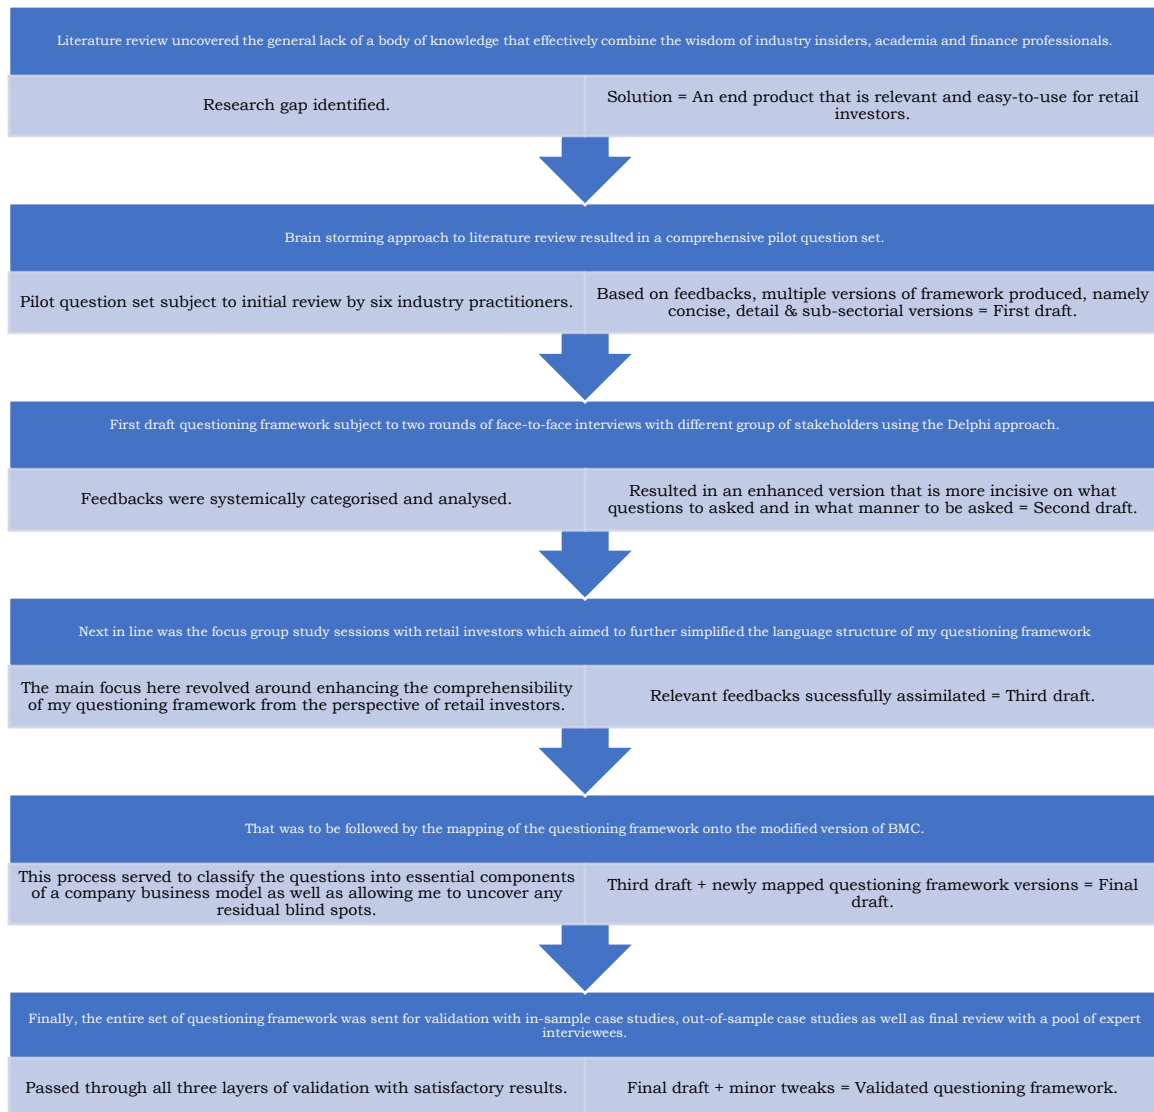 Literature review uncovered the general lack of a body of knowledge that effectively combine the wisdom of industry insiders, academia and finance professionals.
Research gap identified.
Solution = An end product that is relevant and easy-to-use for retail
investors.
Brain storming approach to literature review resulted in a comprehensive pilot question set.
Pilot question set subject to initial review by six industry practitioners.
Based on feedbacks, multiple versions of framework produced, namely
concise, detail & sub-sectorial versions = First draft.
First draft questioning framework subject to two rounds of face-to-face interviews with different group of stakeholders using the Delphi approach.
Feedbacks were systemically categorised and analysed.
Resulted in an enhanced version that is more incisive on what
questions to asked and in what manner to be asked = Second draft.
Next in line was the focus group study sessions with retail investors which aimed to further simplified the language structure of my questioning framework
The main focus here revolved around enhancing the comprehensibility
of my questioning framework from the perspective of retail investors.
Relevant feedbacks sucessfully assimilated = Third draft.
That was to be followed by the mapping of the questioning framework onto the modified version of BMC.
This process served to classify the questions into essential components
of a company business model as well as allowing me to uncover any
residual blind spots.
Third draft + newly mapped questioning framework versions = Final
draft.
Finally, the entire set of questioning framework was sent for validation with in-sample case studies, out-of-sample case studies as well as final review with a pool of expert
interviewees.
Passed through all three layers of validation with satisfactory results.
Final draft + minor tweaks = Validated questioning framework.